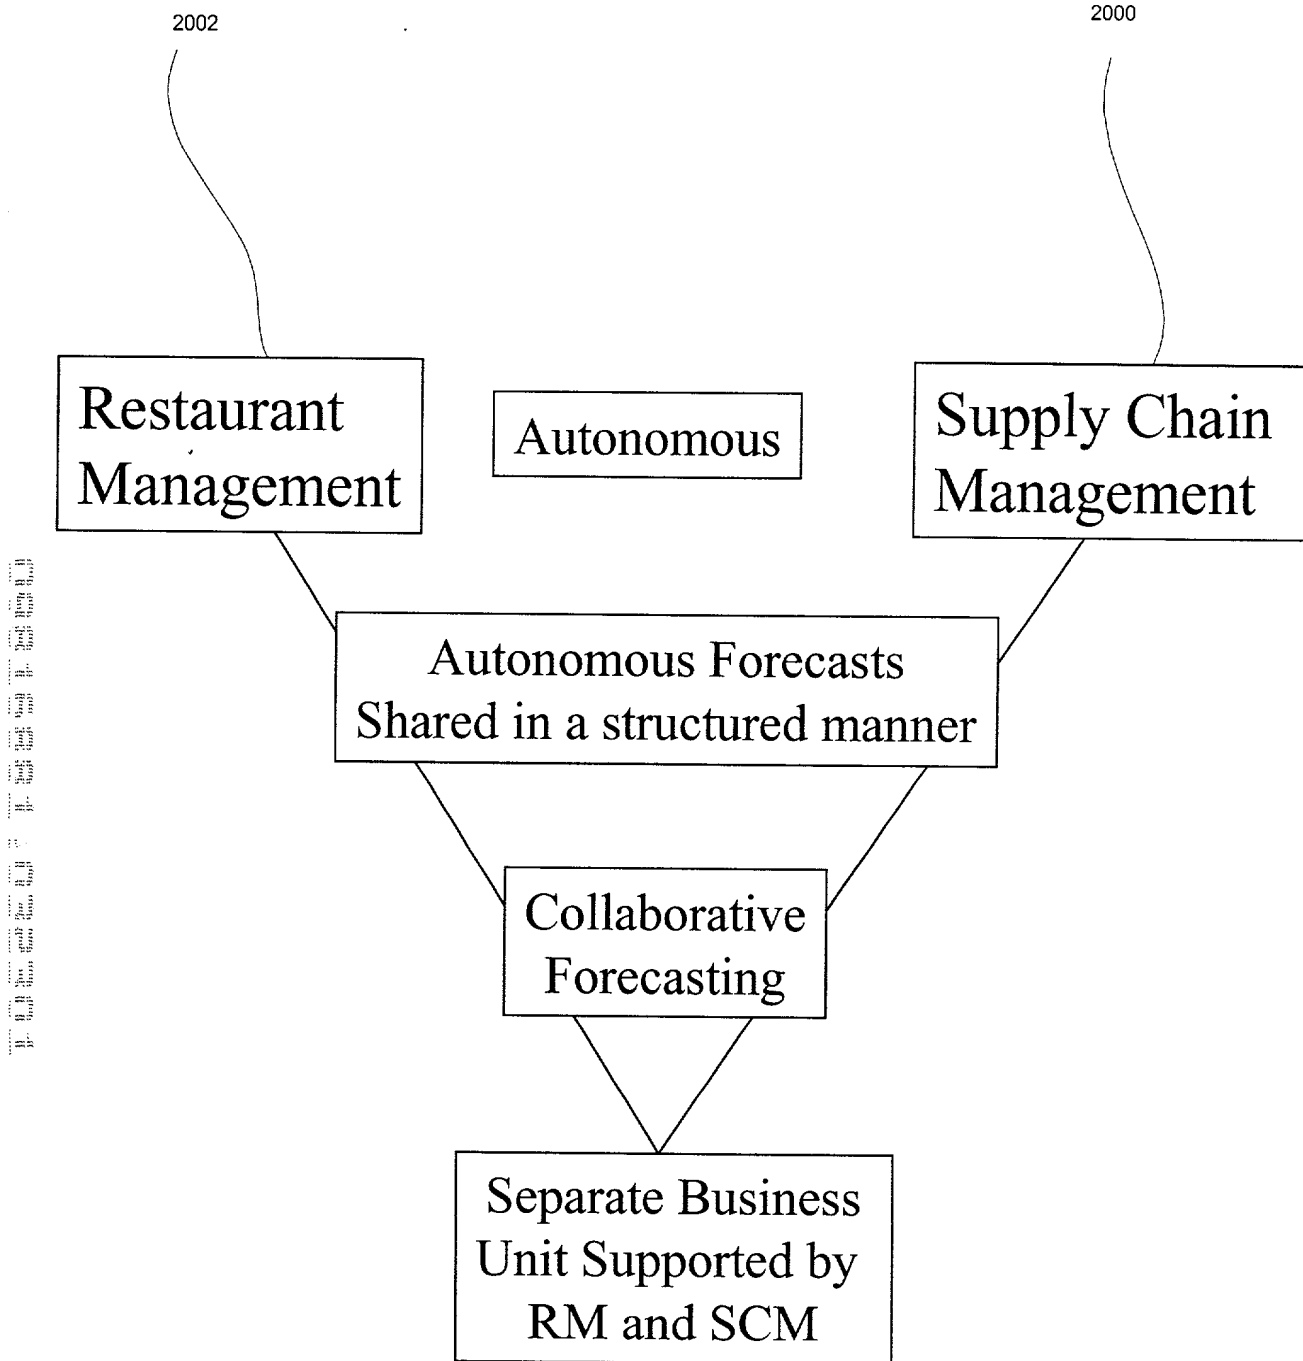 2002
2000
Restaurant
Management
Autonomous
Supply Chain
Management
Autonomous Forecasts
Shared in a structured manner
Collaborative
Forecasting
Separate Business
Unit Supported by
RM and SCM